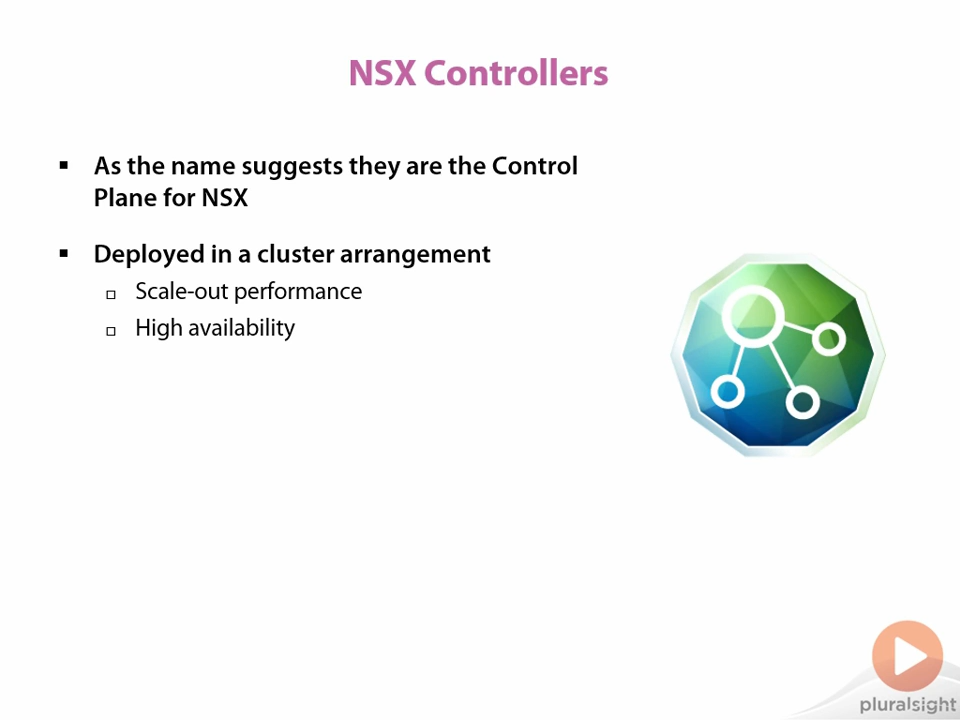 NSX Controllers
As the name suggests they are the Control
Plane for NSX
Deployed in a cluster arrangement
Scale-out performance
High availability
pluralsight